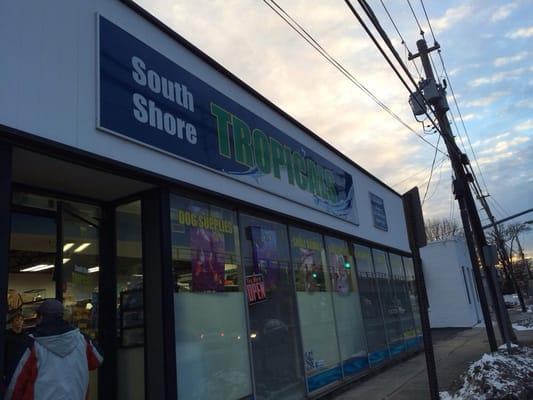 South
Shore
TROPICALS
DOG SUPPLIES
OPEN